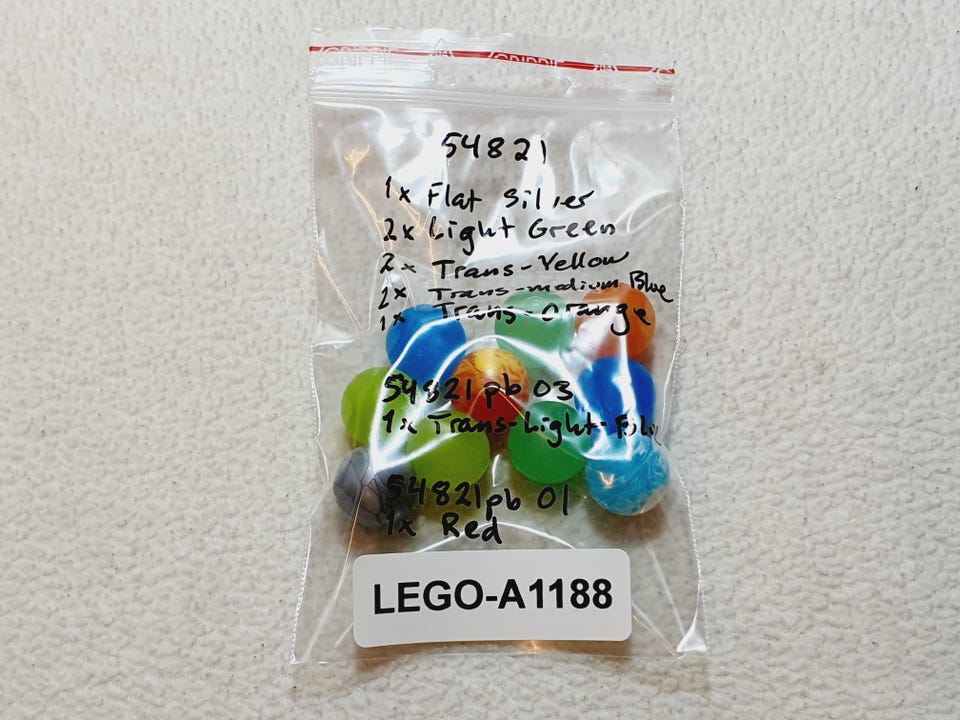 54821
1x Flat Silver
2x Light Green
2x Trans-Yellow
2x Trans-medium Blue
1x Trans-Orange
54821pb03
1x Trans-Light-Blue
54821pb01
1x Red
LEGO-A1188